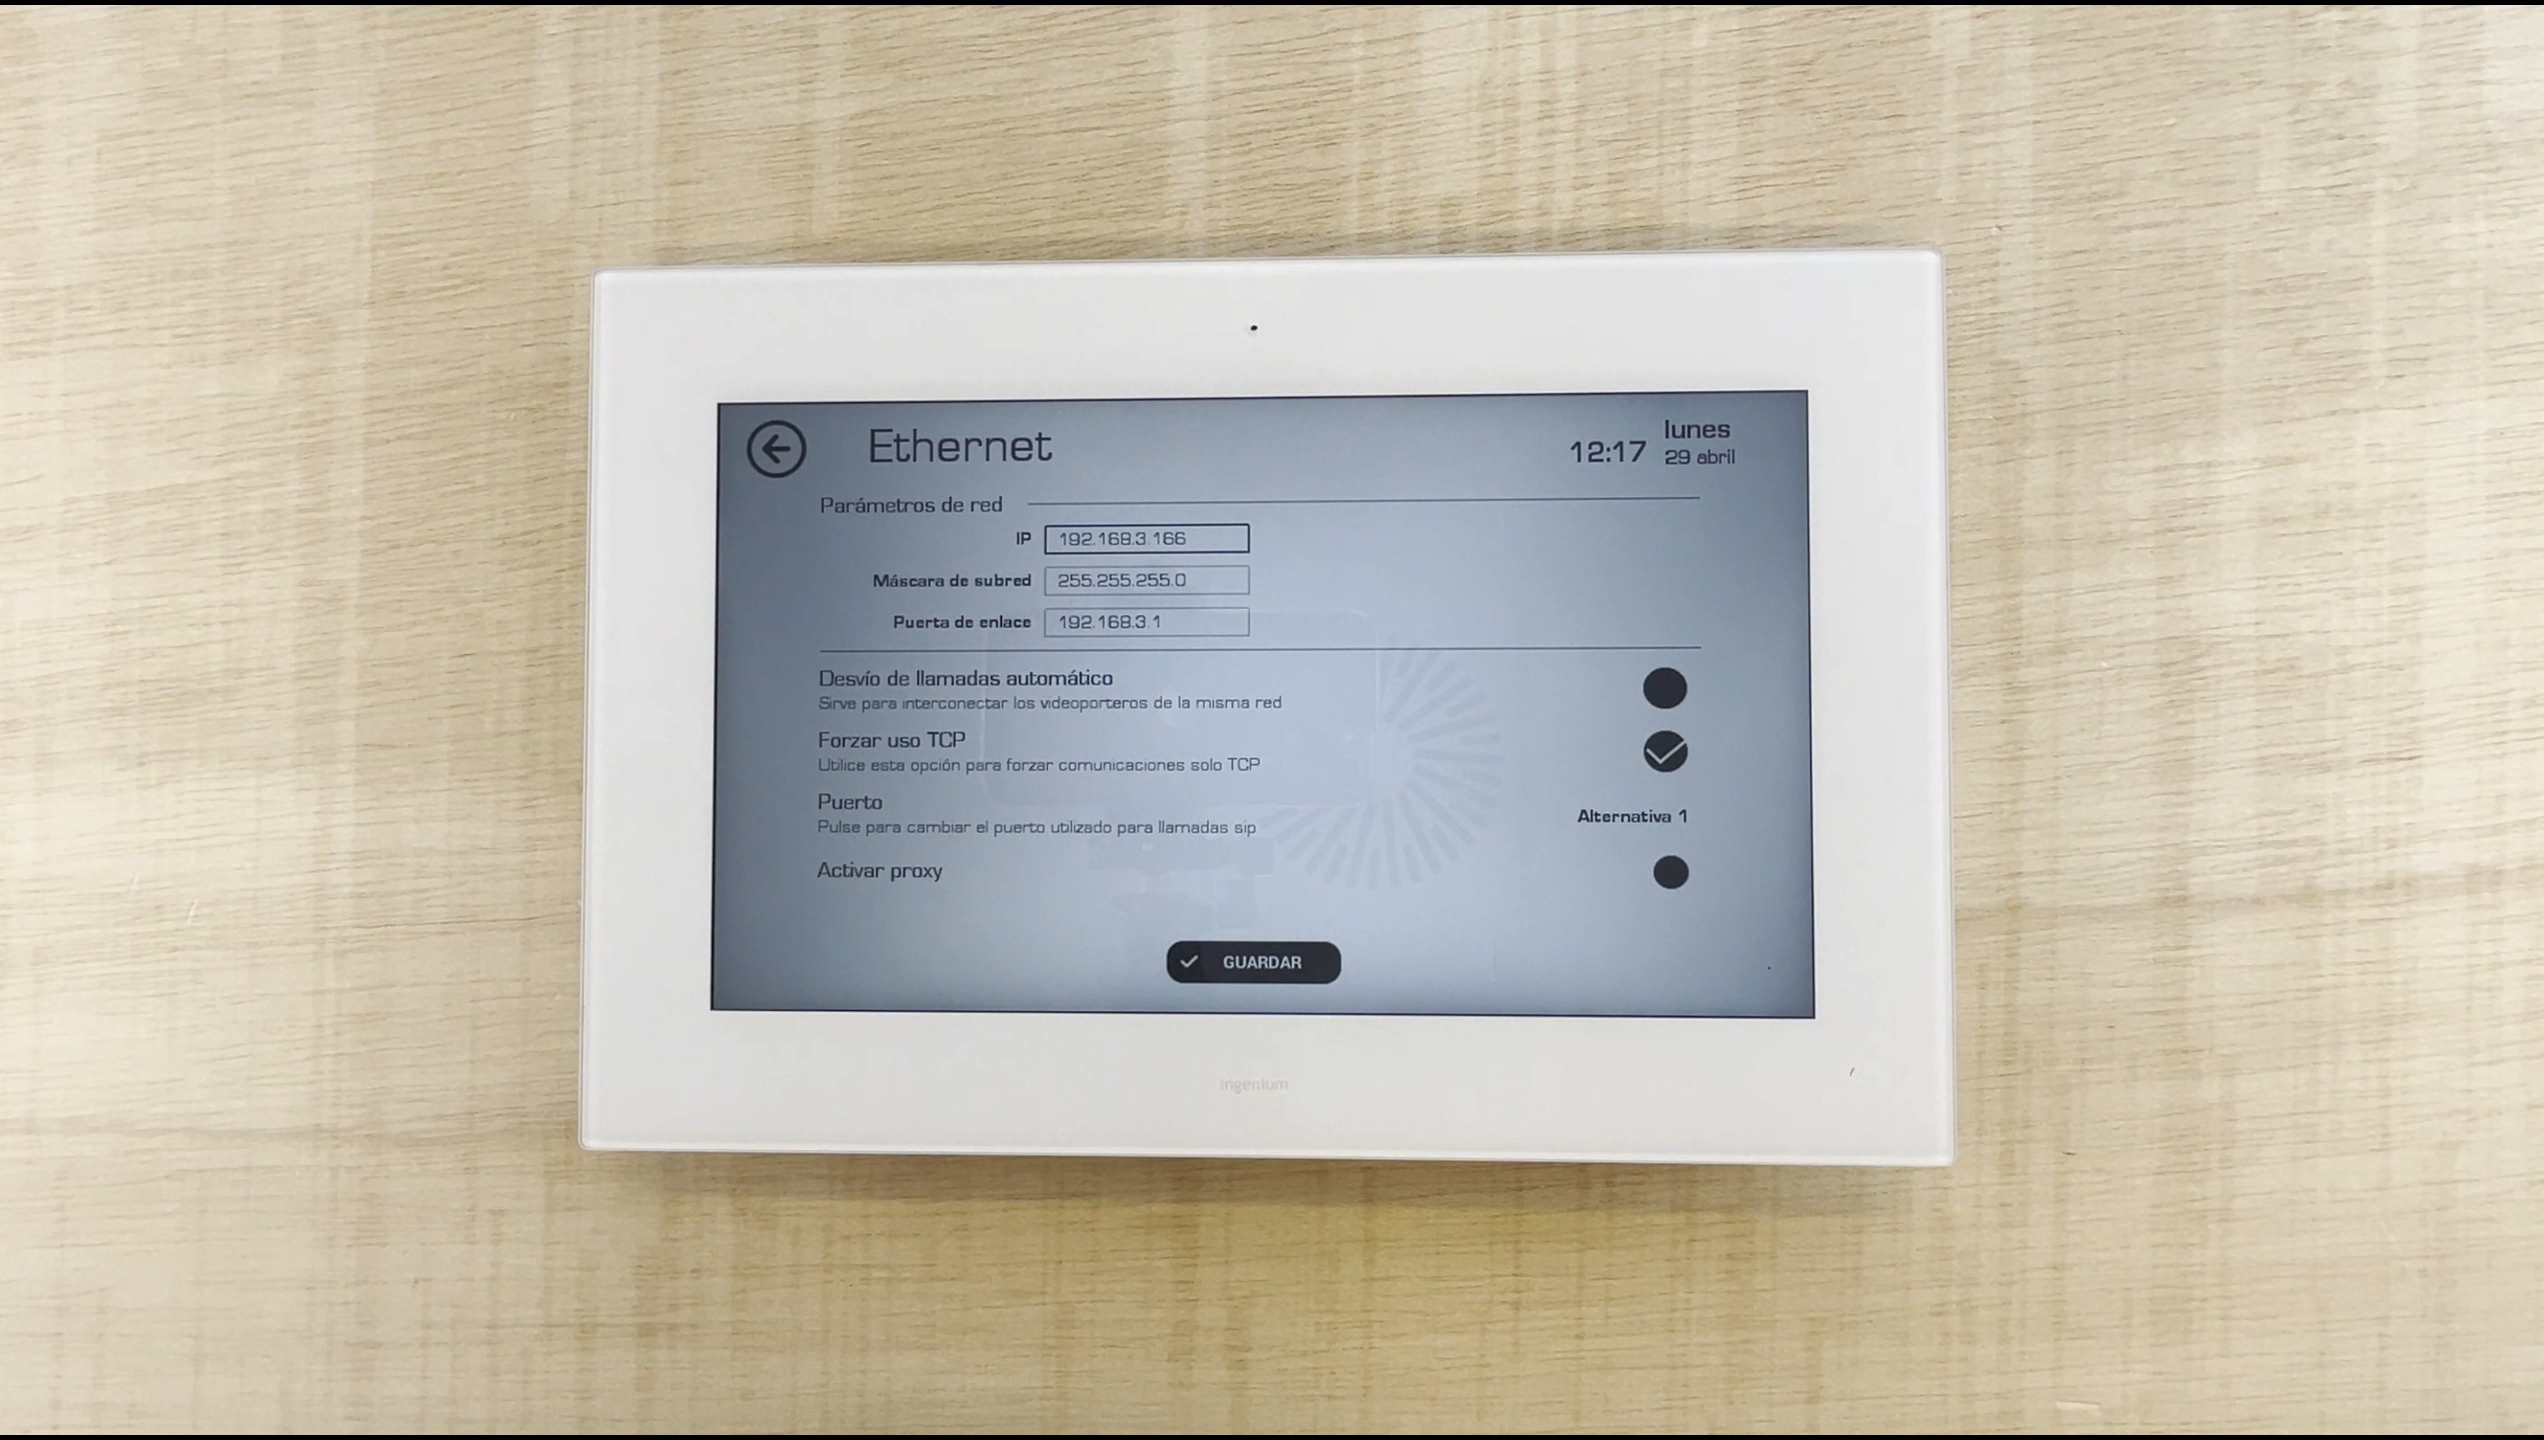 Ethernet
12:17
lunes
29 abril
Parámetros de red
IP 192.168.3.166
Máscara de subred 255.255.255.0
Puerta de enlace 192.168.3.1
Desvío de llamadas automático
Sirve para interconectar los videoporteros de la misma red
Forzar uso TCP
Utilice esta opción para forzar comunicaciones solo TCP
Puerto
Pulse para cambiar el puerto utilizado para llamadas sip
Alternativa 1
Activar proxy
GUARDAR
ingenium